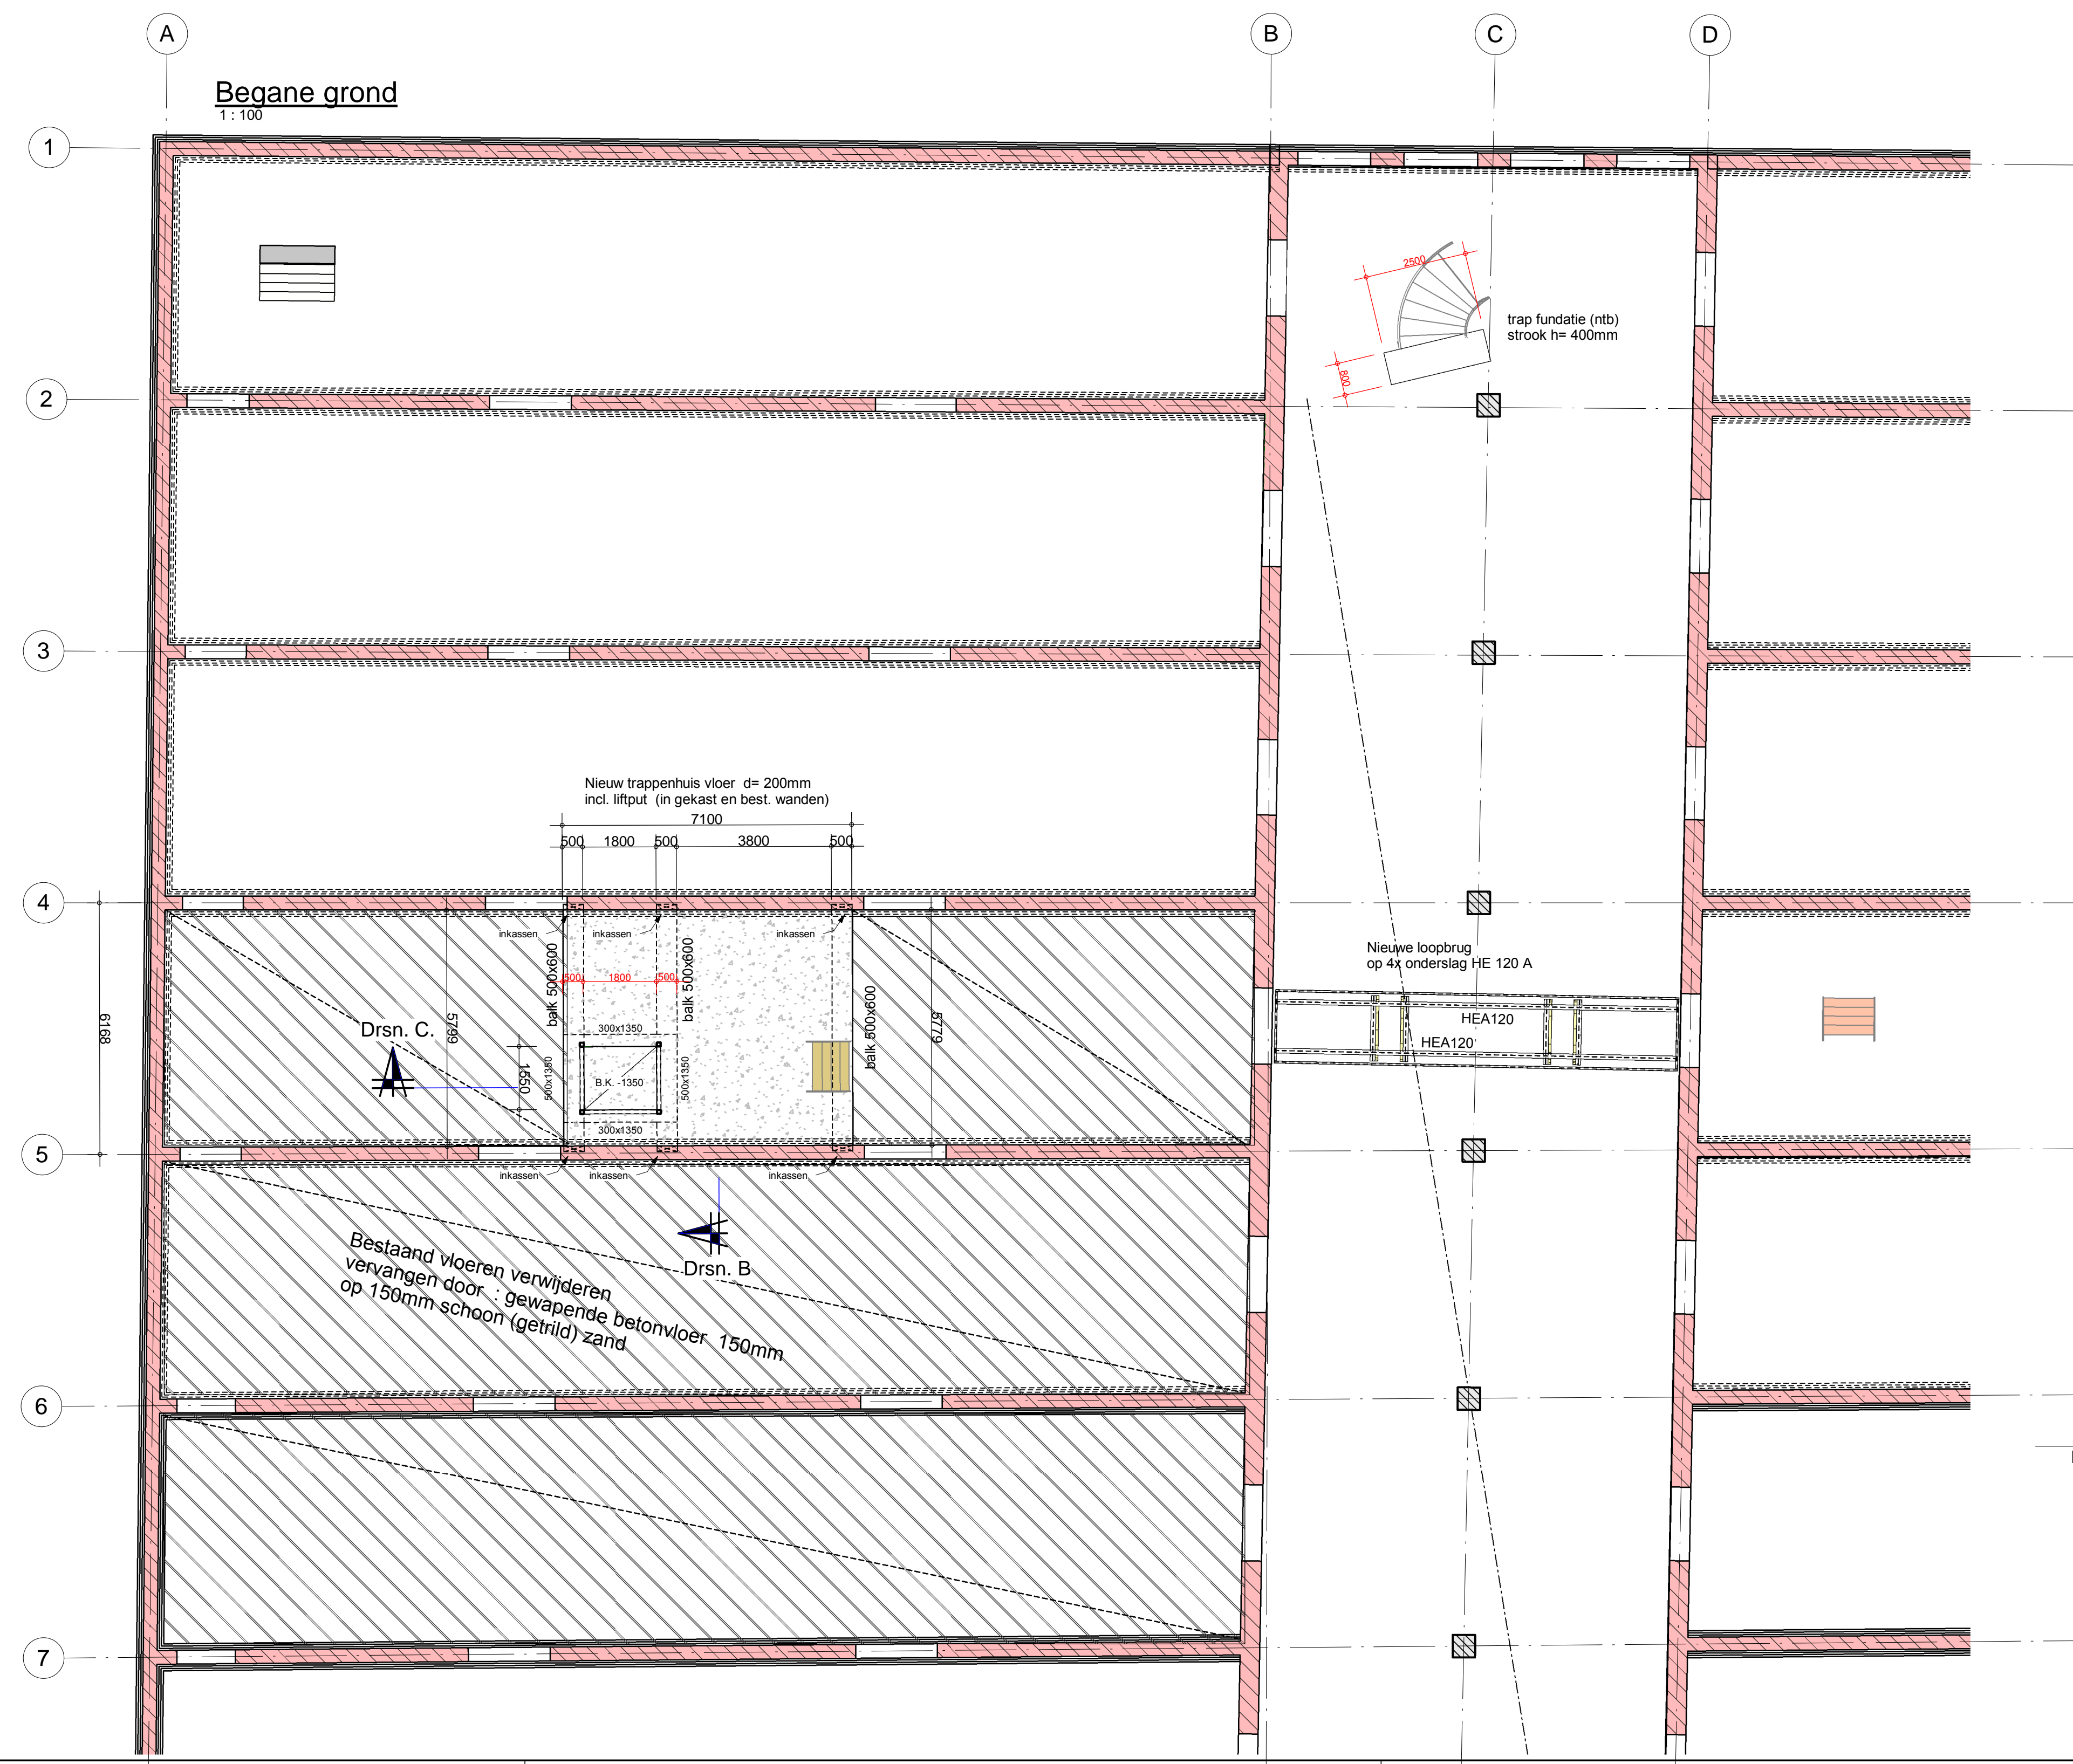 A
B
C
D
Begane grond
1 : 100
1
2500
trap fundatie (ntb)
strook h= 400mm
800
2
3
Nieuw trappenhuis vloer d= 200mm
incl. liftput (in gekast en best. wanden)
7100
500
1800
500
3800
500
4
inkassen
inkassen
inkassen
balk 500x600
balk 500x600
balk 500x600
500
1800
500
Nieuwe loopbrug
op 4x onderslag HE 120 A
HEA120
HEA120
6168
5799
5779
Drsn. C.
300x1350
1550
500x1350
B.K. -1350
500x1350
300x1350
5
inkassen
inkassen
inkassen
Drsn. B
Bestaand vloeren verwijderen
vervangen door : gewapende betonvloer 150mm
op 150mm schoon (getrild) zand
6
7